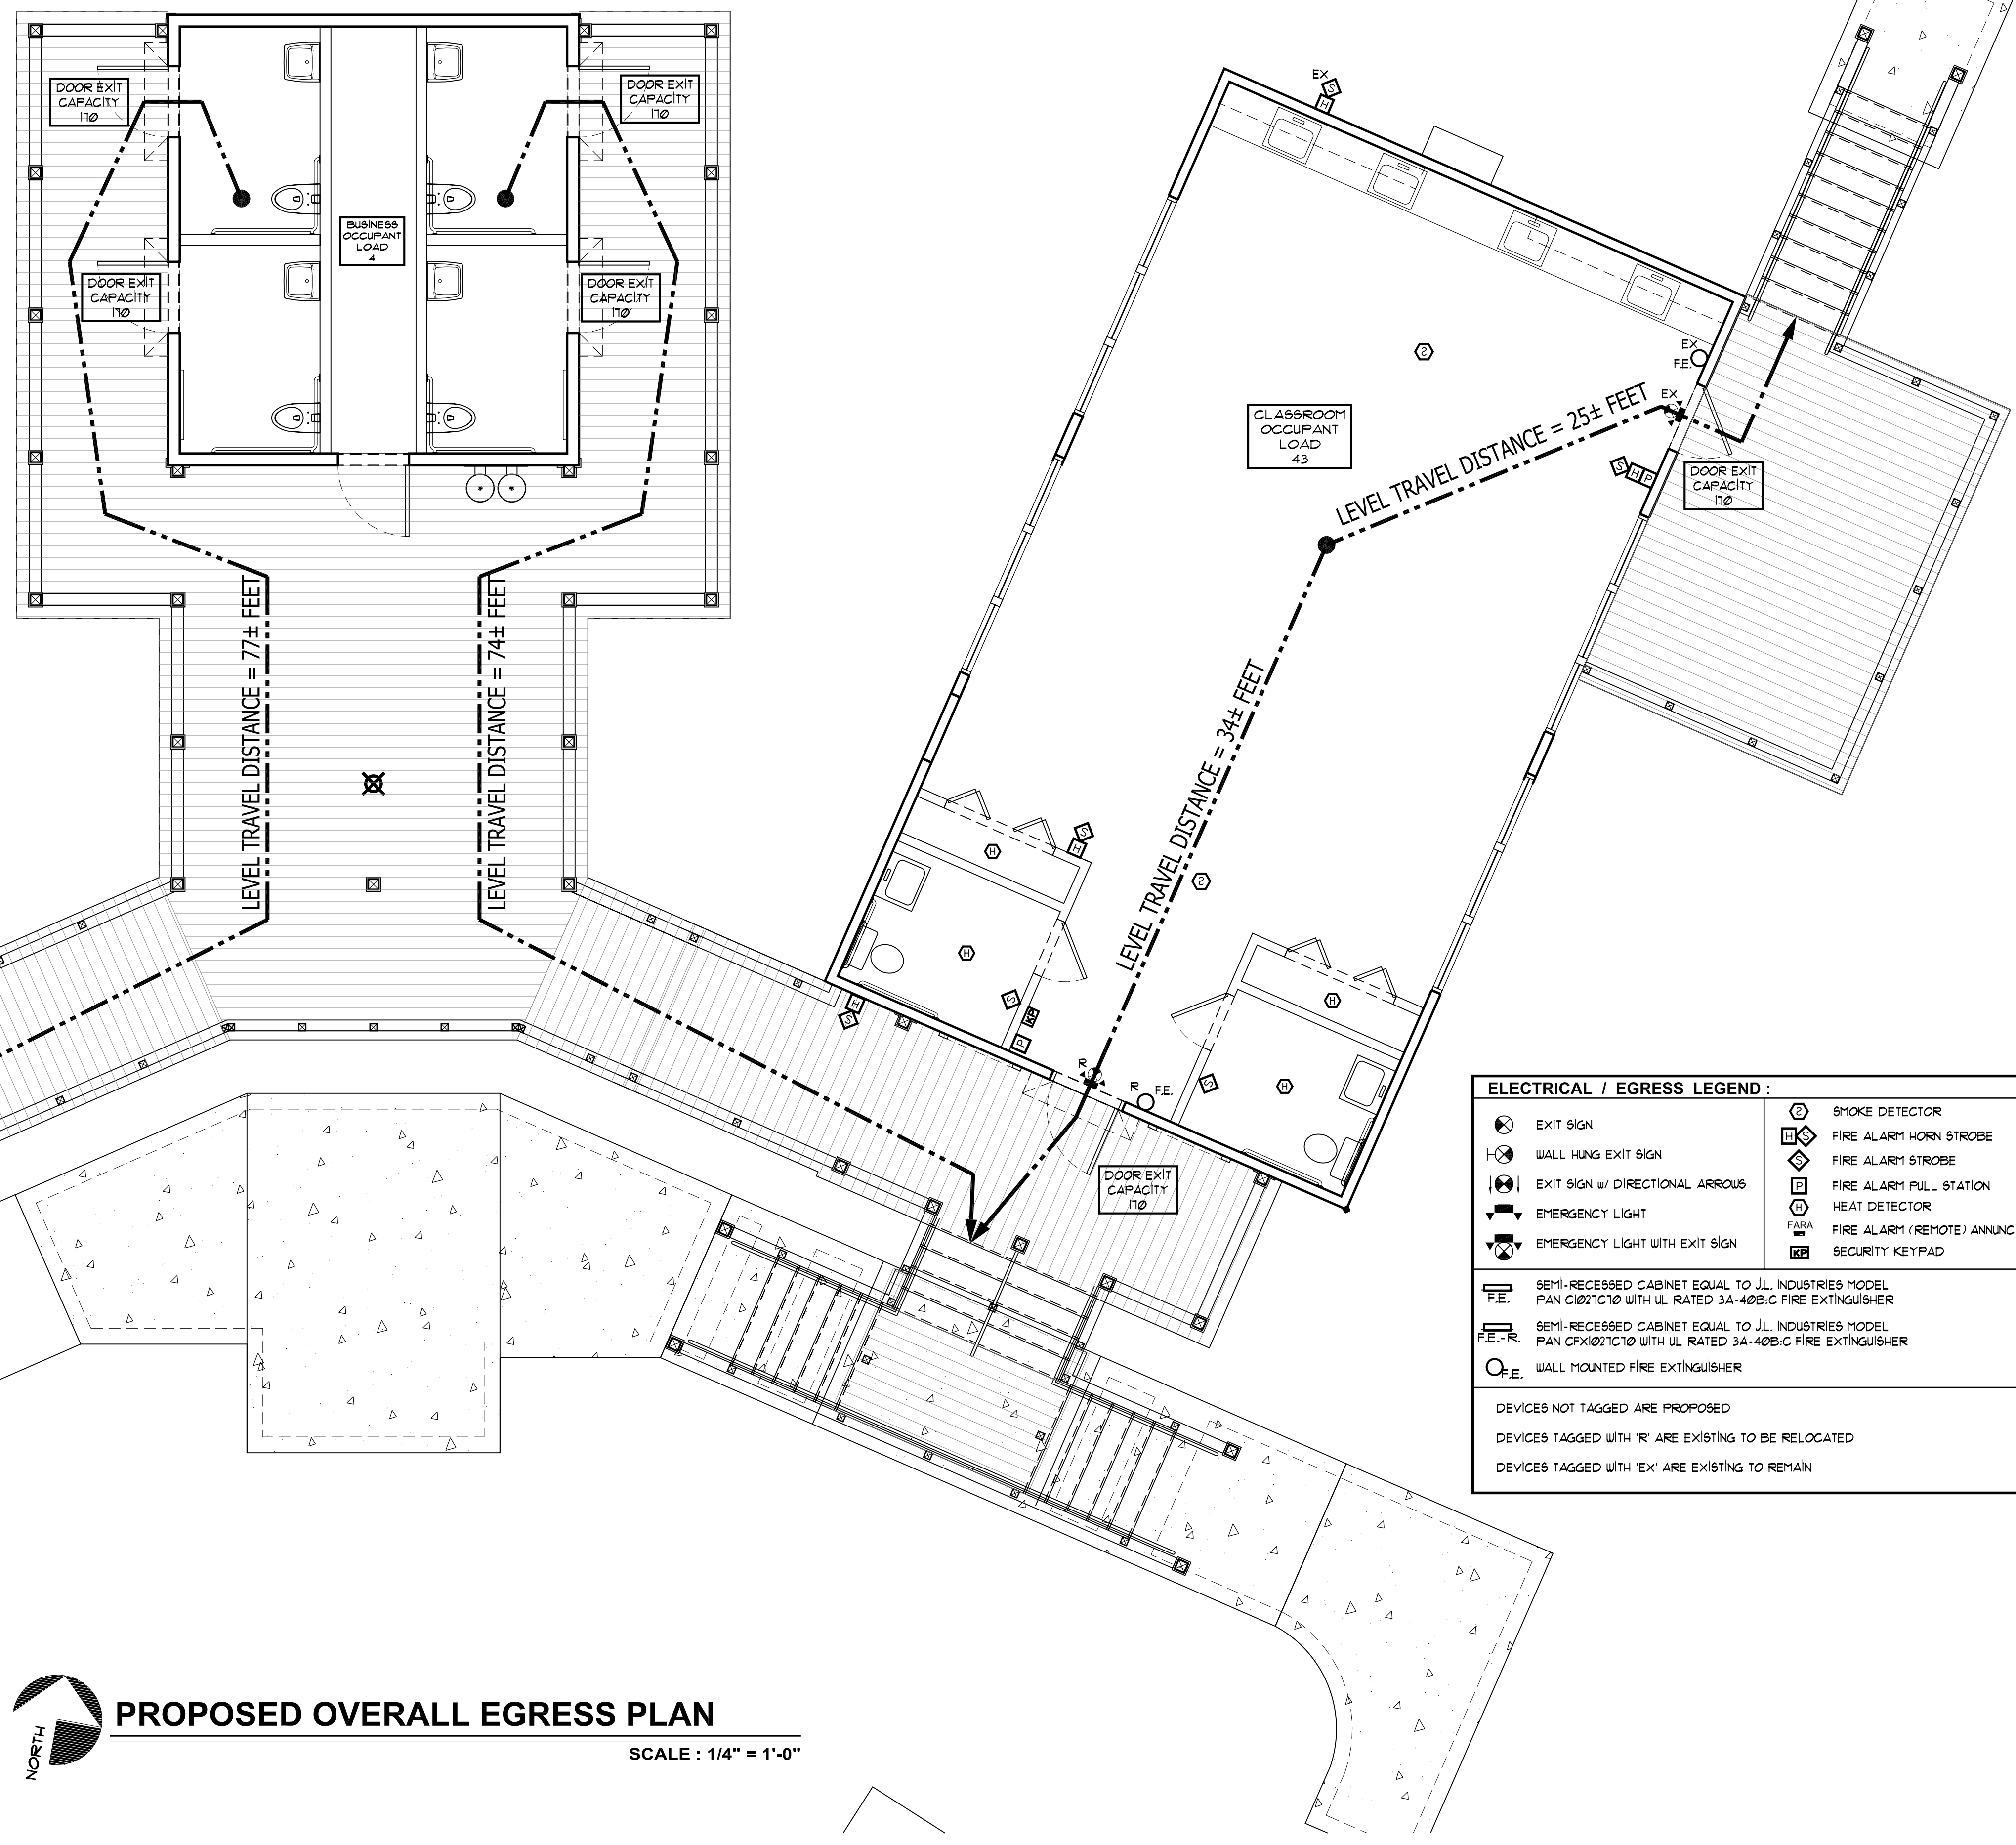 DOOR EXIT
CAPACITY
170
DOOR EXIT
CAPACITY
170
BUSINESS
OCCUPANT
LOAD
4
DOOR EXIT
CAPACITY
170
DOOR EXIT
CAPACITY
170
LEVEL TRAVEL DISTANCE = 77± FEET
LEVEL TRAVEL DISTANCE = 74± FEET
EX
S
H
S
EX
F.E.
CLASSROOM
OCCUPANT
LOAD
43
LEVEL TRAVEL DISTANCE = 25± FEET
EX
S
H
P
DOOR EXIT
CAPACITY
170
LEVEL TRAVEL DISTANCE = 34± FEET
S
H
H
S
H
H
S
KP
P
H
S
R
R
F.E.
S
H
H
DOOR EXIT
CAPACITY
170
ELECTRICAL / EGRESS LEGEND :
EXIT SIGN
WALL HUNG EXIT SIGN
EXIT SIGN w/ DIRECTIONAL ARROWS
EMERGENCY LIGHT
EMERGENCY LIGHT WITH EXIT SIGN
S SMOKE DETECTOR
H S FIRE ALARM HORN STROBE
S FIRE ALARM STROBE
P FIRE ALARM PULL STATION
H HEAT DETECTOR
FARA FIRE ALARM (REMOTE) ANNUNC
KP SECURITY KEYPAD
SEMI-RECESSED CABINET EQUAL TO J.L. INDUSTRIES MODEL
F.E. PAN C1027C70 WITH UL RATED 3A-40B:C FIRE EXTINGUISHER
SEMI-RECESSED CABINET EQUAL TO J.L. INDUSTRIES MODEL
F.E.-R. PAN CFX1027C70 WITH UL RATED 3A-40B:C FIRE EXTINGUISHER
F.E. WALL MOUNTED FIRE EXTINGUISHER
DEVICES NOT TAGGED ARE PROPOSED
DEVICES TAGGED WITH 'R' ARE EXISTING TO BE RELOCATED
DEVICES TAGGED WITH 'EX' ARE EXISTING TO REMAIN
NORTH
PROPOSED OVERALL EGRESS PLAN
SCALE : 1/4" = 1'-0"